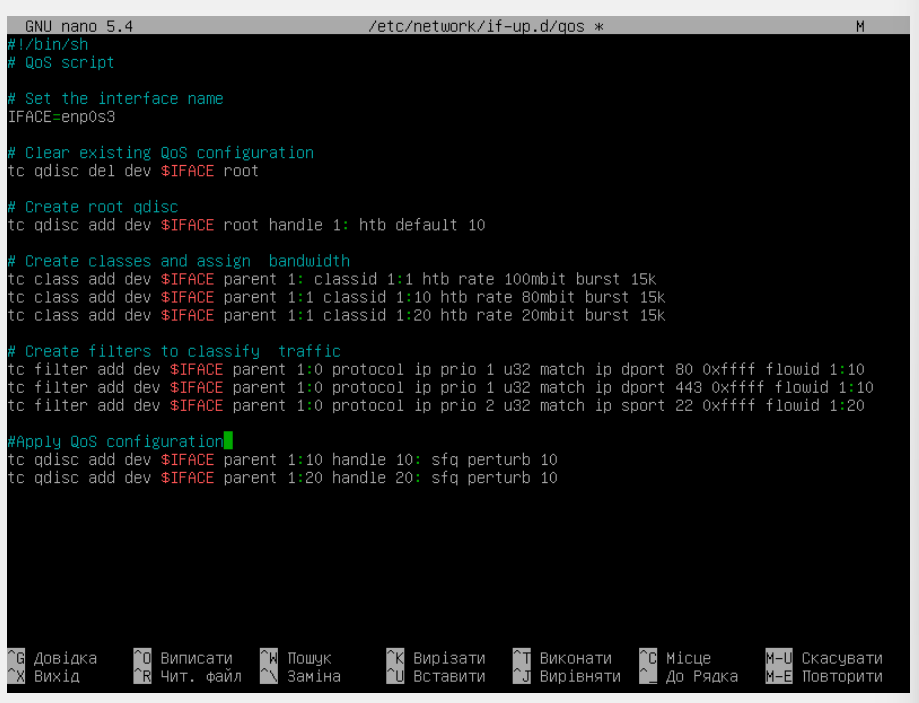 GNU nano 5.4 /etc/network/if-up.d/qos * M
#!/bin/sh
# QoS script
# Set the interface name
IFACE=enp0s3
# Clear existing QoS configuration
tc qdisc del dev $IFACE root
# Create root qdisc
tc qdisc add dev $IFACE root handle 1: htb default 10
# Create classes and assign  bandwidth
tc class add dev $IFACE parent 1: classid 1:1 htb rate 100mbit burst 15k
tc class add dev $IFACE parent 1:1 classid 1:10 htb rate 80mbit burst 15k
tc class add dev $IFACE parent 1:1 classid 1:20 htb rate 20mbit burst 15k
# Create filters to classify  traffic
tc filter add dev $IFACE parent 1:0 protocol ip prio 1 u32 match ip dport 80 0xffff flowid 1:10
tc filter add dev $IFACE parent 1:0 protocol ip prio 1 u32 match ip dport 443 0xffff flowid 1:10
tc filter add dev $IFACE parent 1:0 protocol ip prio 2 u32 match ip sport 22 0xffff flowid 1:20
#Apply QoS configuration
tc qdisc add dev $IFACE parent 1:10 handle 10: sfq perturb 10
tc qdisc add dev $IFACE parent 1:20 handle 20: sfq perturb 10
^G Довідка ^O Виписати ^W Пошук ^K Вирізати ^T Виконати ^C Місце M-U Скасувати
^X Вихід ^R Чит. файл ^\ Заміна ^U Вставити ^J Вирівняти ^_ До Рядка M-E Повторити